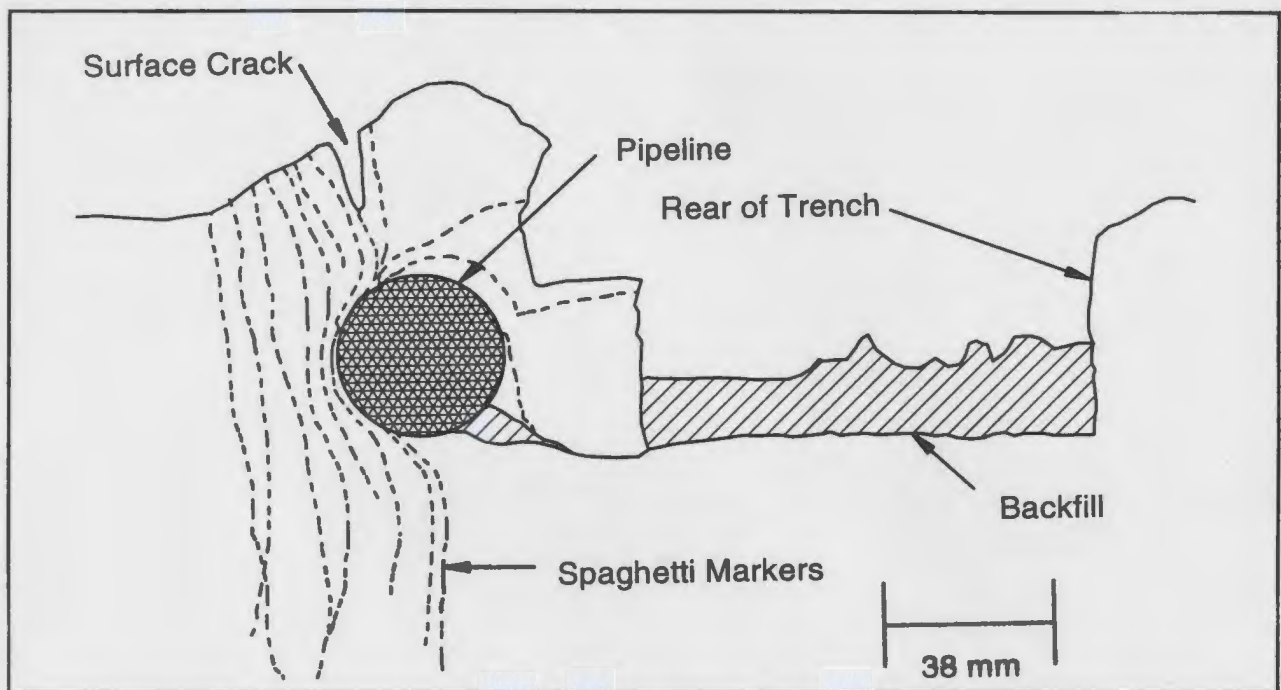 Surface Crack
Pipeline
Rear of Trench
Backfill
Spaghetti Markers
38 mm